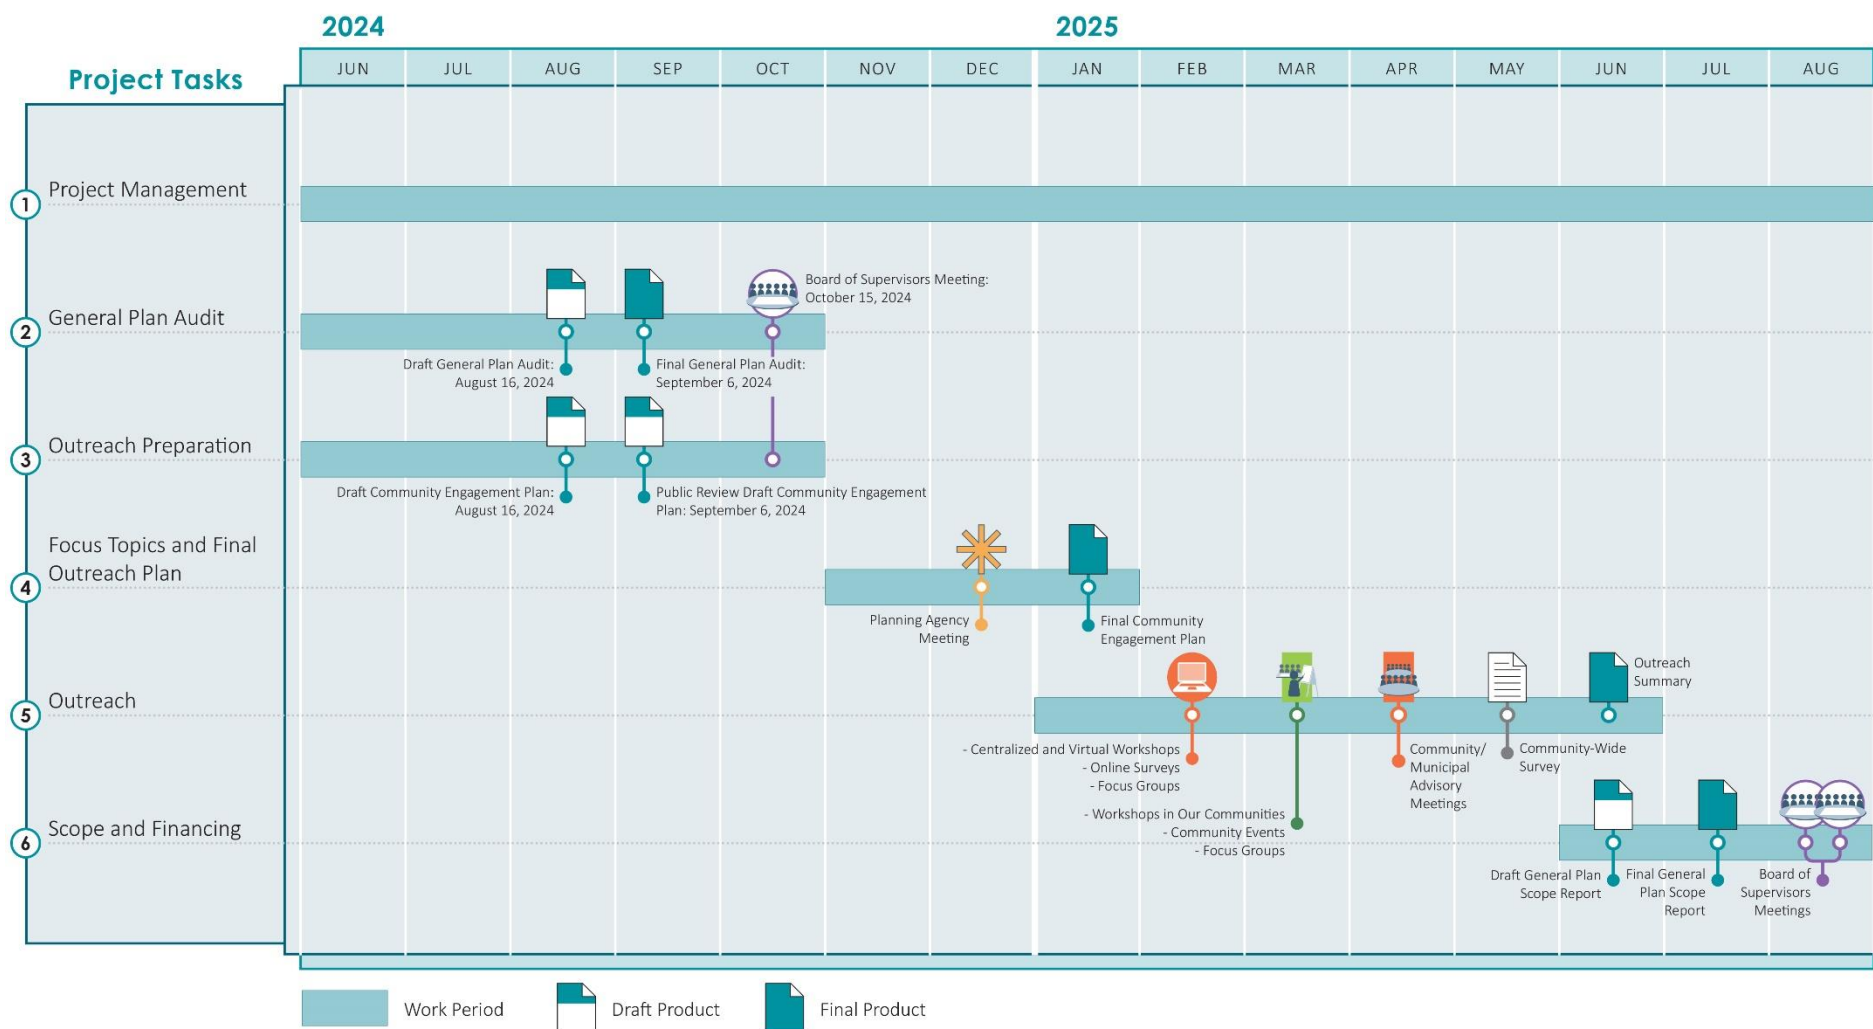 2024
2025
Project Tasks
JUN
JUL
AUG
SEP
OCT
NOV
DEC
JAN
FEB
MAR
APR
MAY
JUN
JUL
AUG
1
Project Management
2
General Plan Audit
Board of Supervisors Meeting:
October 15, 2024
Draft General Plan Audit:
August 16, 2024
Final General Plan Audit:
September 6, 2024
3
Outreach Preparation
Draft Community Engagement Plan:
August 16, 2024
Public Review Draft Community Engagement
Plan: September 6, 2024
4
Focus Topics and Final
Outreach Plan
Planning Agency
Meeting
Final Community
Engagement Plan
5
Outreach
Outreach
Summary
- Centralized and Virtual Workshops
- Online Surveys
- Focus Groups
- Workshops in Our Communities
- Community Events
- Focus Groups
Community/
Municipal
Advisory
Meetings
Community-Wide
Survey
6
Scope and Financing
Draft General Plan
Scope Report
Final General
Plan Scope
Report
Board of
Supervisors
Meetings
Work Period
Draft Product
Final Product